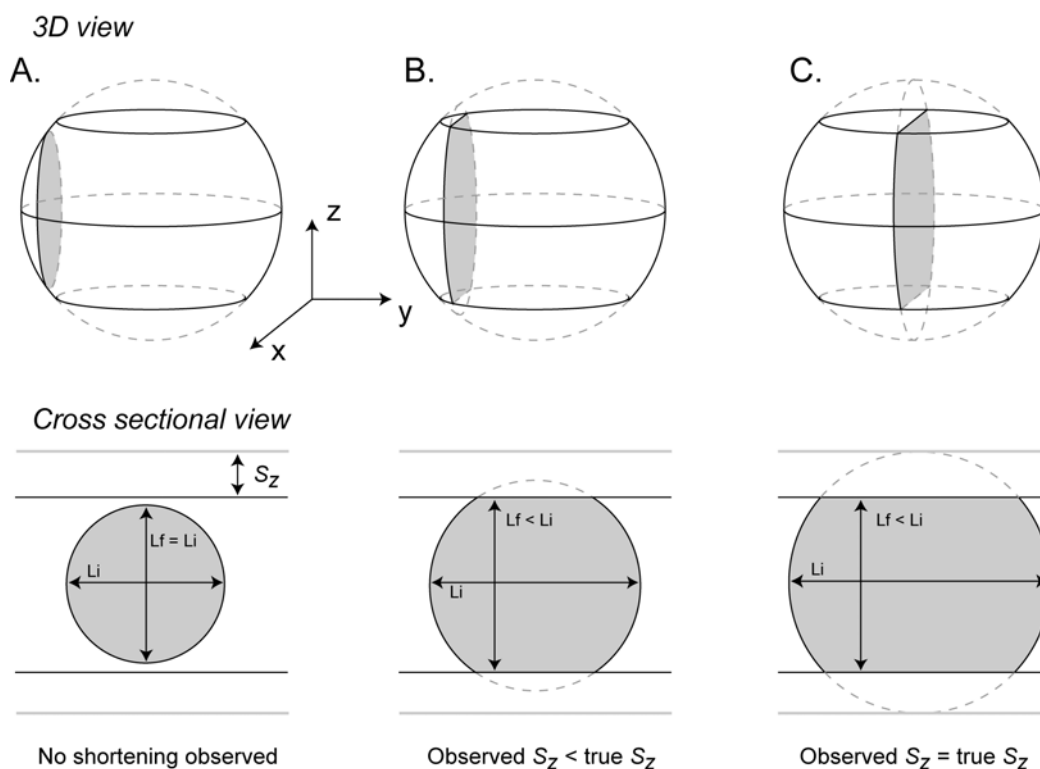 3D view
A.
B.
C.
z
y
x
Cross sectional view
Sz
Lf = Li
Li
Lf < Li
Li
Lf < Li
Li
No shortening observed
Observed Sz < true Sz
Observed Sz = true Sz